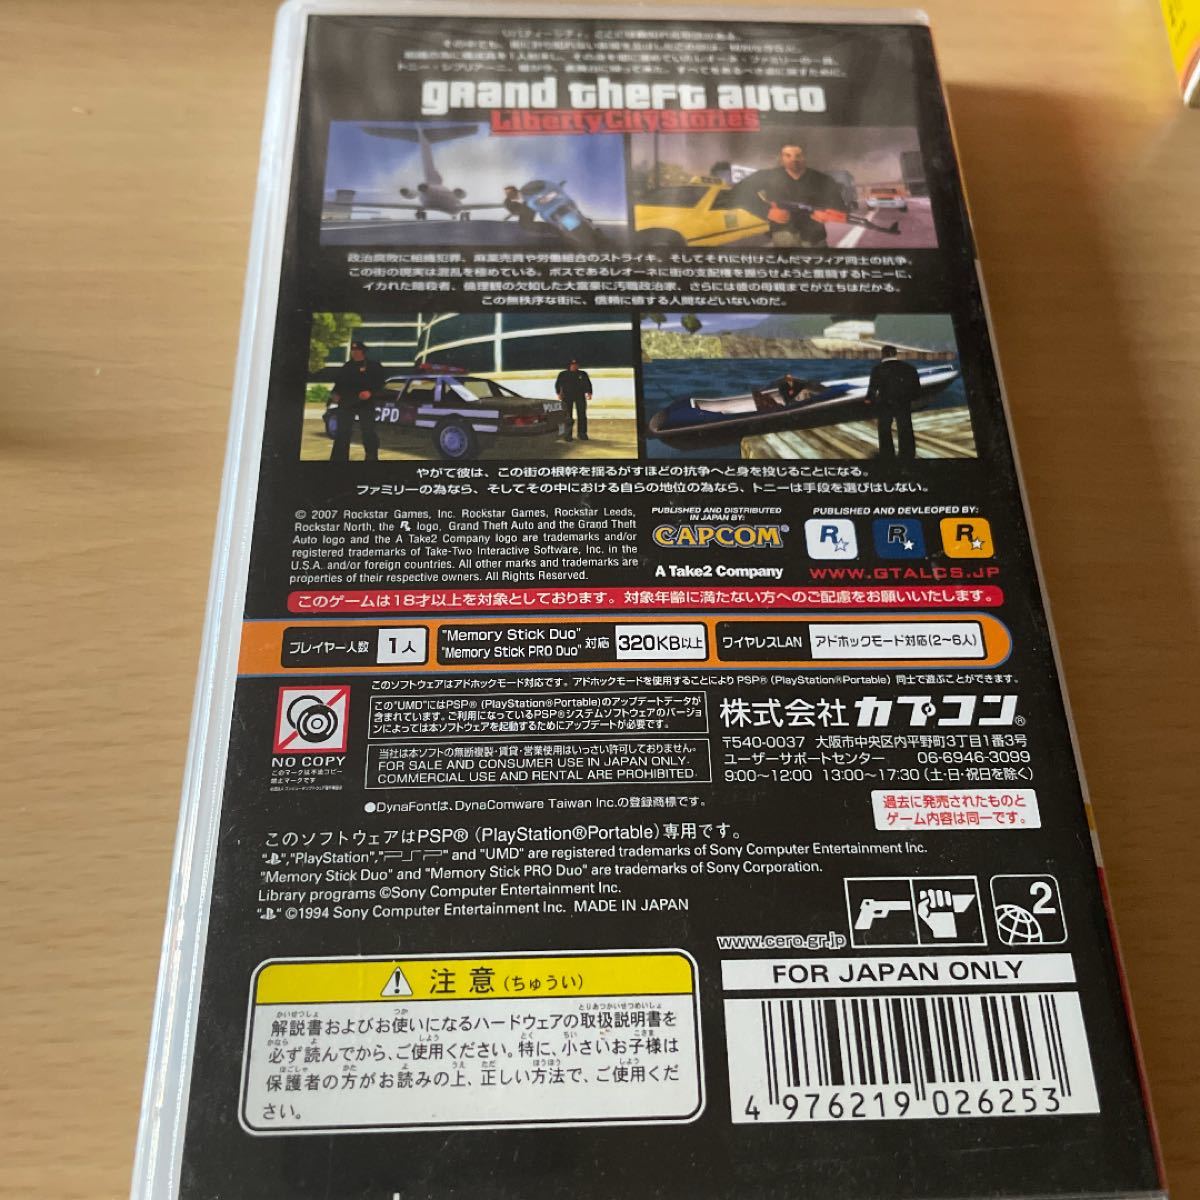 grand theft auto
Liberty City Stories
政治腐敗に組織犯罪、麻薬売買や労働組合のストライキ、そしてそれに付けこんだマフィア同士の抗争。
この街の現実は混乱を極めている。ボスであるレオーネに街の支配権を握らせようと奮闘するトニーに、
イカれた暗殺者、倫理観の欠如した大富豪に汚職政治家、さらには彼の母親までが立ちはだかる。
この無秩序な街に、信頼に値する人間などいないのだ。
CPD
POLICE
やがて彼は、この街の根幹を揺るがすほどの抗争へと身を投じることになる。
ファミリーの為なら、そしてその中における自らの地位の為なら、トニーは手段を選びはしない。
© 2007 Rockstar Games, Inc. Rockstar Games, Rockstar Leeds,
Rockstar North, the R logo, Grand Theft Auto and the Grand Theft
Auto logo and the A Take2 Company logo are trademarks and/or
registered trademarks of Take-Two Interactive Software, Inc. in the
U.S.A. and/or foreign countries. All other marks and trademarks are
properties of their respective owners. All Rights Reserved.
PUBLISHED AND DISTRIBUTED
IN JAPAN BY:
CAPCOM
A Take2 Company
PUBLISHED AND DEVLEOPED BY:
R R R
WWW.GTALCS.JP
このゲームは18才以上を対象としております。対象年齢に満たない方へのご配慮をお願いいたします。
プレイヤー人数 1人
"Memory Stick Duo"
"Memory Stick PRO Duo" 対応 320KB以上
ワイヤレスLAN アドホックモード対応(2~6人)
このソフトウェアはアドホックモード対応です。アドホックモードを使用することによりPSP®(PlayStation®Portable)同士で遊ぶことができます。
NO COPY
このマークは不法コピー
禁止マークです
この"UMD"にはPSP®(PlayStation®Portable)のアップデートデータが
含まれています。ご利用になっているPSP®システムソフトウェアのバージョ
ンによっては本ソフトウェアを起動するためにアップデートが必要です。
当社は本ソフトの無断複製・賃貸・営業使用はいっさい許可しておりません。
FOR SALE AND CONSUMER USE IN JAPAN ONLY.
COMMERCIAL USE AND RENTAL ARE PROHIBITED.
株式会社カプコン®
〒540-0037 大阪市中央区内平野町3丁目1番3号
ユーザーサポートセンター 06-6946-3099
9:00~12:00 13:00~17:30(土・日・祝日を除く)
●DynaFontは、DynaComware Taiwan Inc.の登録商標です。
過去に発売されたものと
ゲーム内容は同一です。
このソフトウェアはPSP®(PlayStation®Portable)専用です。
"PS","PlayStation","PSP" and "UMD" are registered trademarks of Sony Computer Entertainment Inc.
"Memory Stick Duo" and "Memory Stick PRO Duo" are trademarks of Sony Corporation.
Library programs ©Sony Computer Entertainment Inc.
"PS" ©1994 Sony Computer Entertainment Inc. MADE IN JAPAN
www.cero.gr.jp
2
FOR JAPAN ONLY
4 976219 026253
注意(ちゅうい)
解説書およびお使いになるハードウェアの取扱説明書を
必ず読んでから、ご使用ください。特に、小さいお子様は
保護者の方がお読みの上、正しい方法で、ご使用くだ
さい。